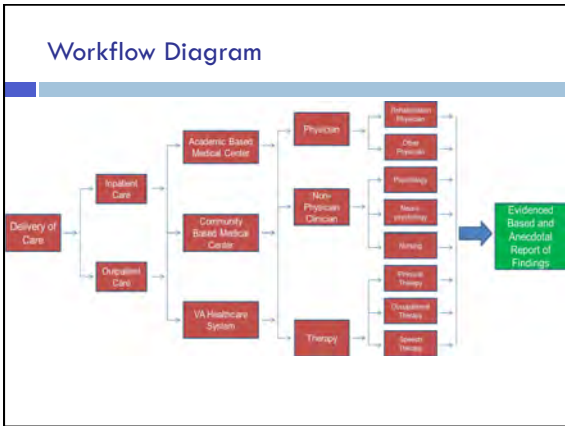 Workflow Diagram
Delivery of
Care
Inpatient
Care
Outpatient
Care
Academic Based
Medical Center
Community
Based Medical
Center
VA Healthcare
System
Physician
Non-
Physician
Clinician
Therapy
Rehabilitation
Physician
Other
Physician
Psychology
Neuro-
psychology
Nursing
Physical
Therapy
Occupational
Therapy
Speech
Therapy
Evidenced
Based and
Anecdotal
Report of
Findings